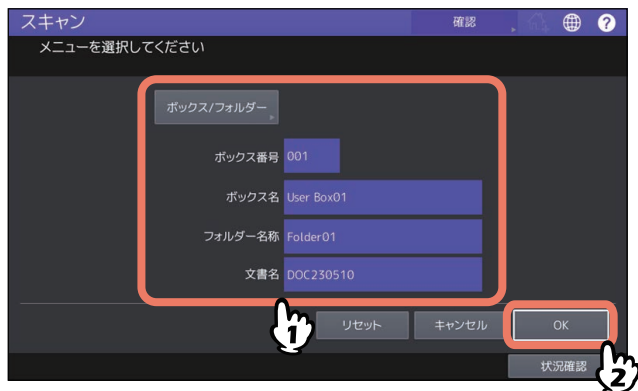 スキャン
確認
?
メニューを選択してください
ボックス/フォルダー
ボックス番号 001
ボックス名 User Box01
フォルダー名称 Folder01
文書名 DOC230510
1
リセット
キャンセル
OK
状況確認
2